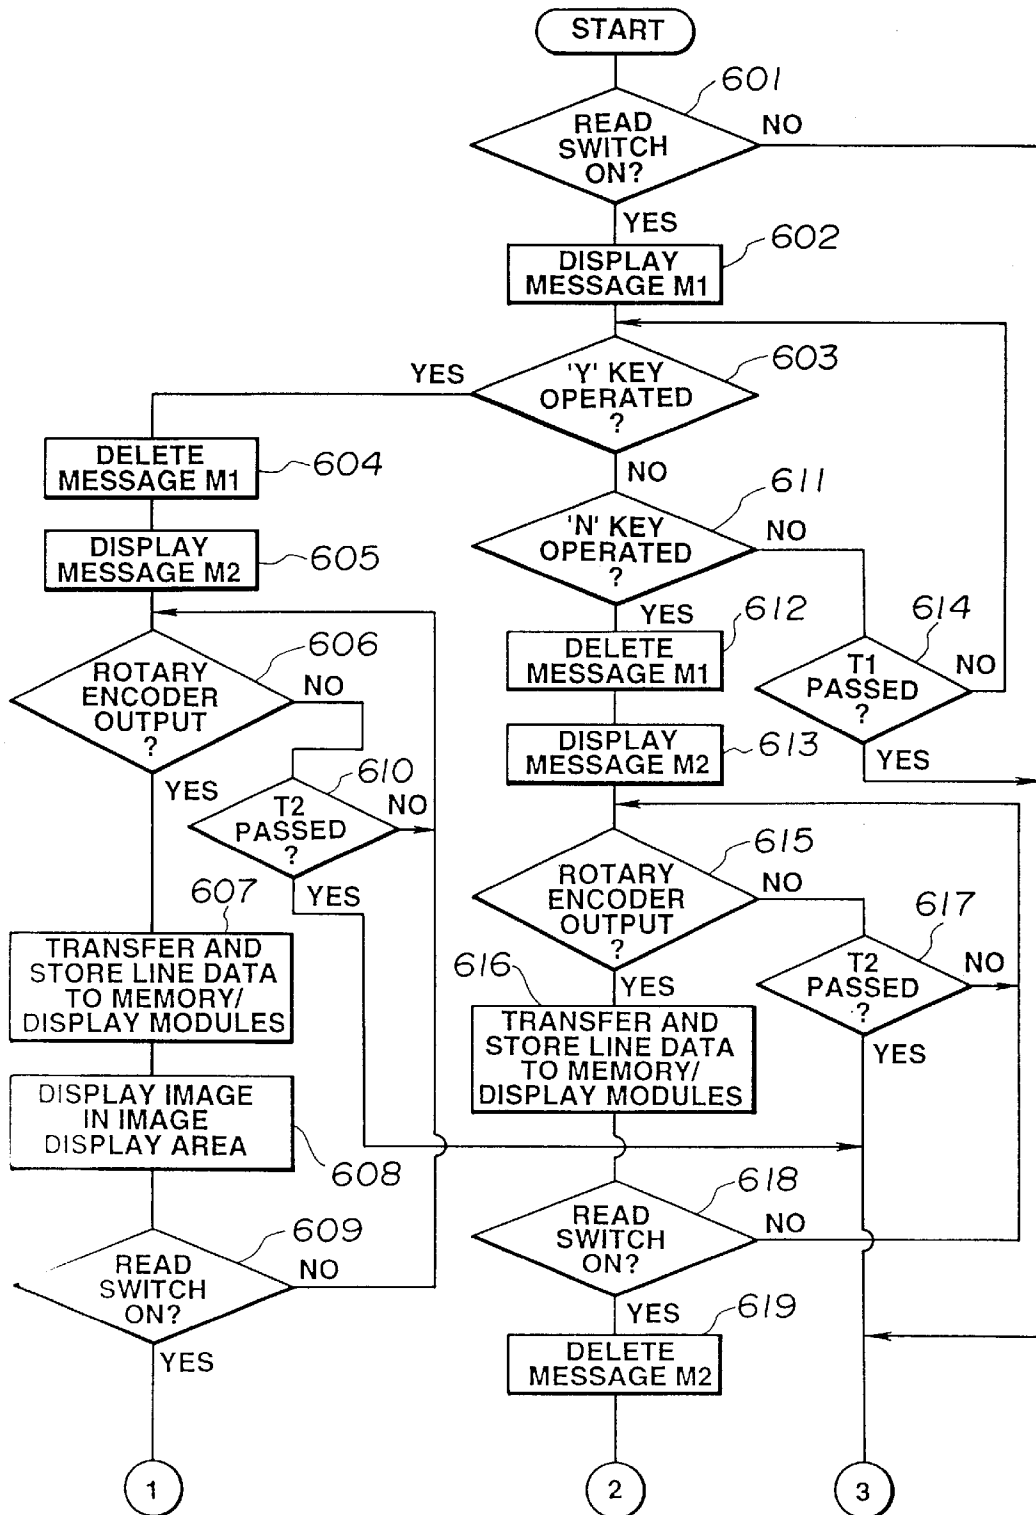 START
601
READ
SWITCH
ON?
NO
YES
602
DISPLAY
MESSAGE M1
603
'Y' KEY
OPERATED
?
YES
NO
604
DELETE
MESSAGE M1
605
DISPLAY
MESSAGE M2
611
'N' KEY
OPERATED
?
NO
YES
606
ROTARY
ENCODER
OUTPUT
?
NO
YES
612
DELETE
MESSAGE M1
614
T1
PASSED
?
NO
YES
613
DISPLAY
MESSAGE M2
610
T2
PASSED
?
NO
YES
607
TRANSFER AND
STORE LINE DATA
TO MEMORY/
DISPLAY MODULES
615
ROTARY
ENCODER
OUTPUT
?
NO
YES
617
T2
PASSED
?
NO
YES
616
TRANSFER AND
STORE LINE DATA
TO MEMORY/
DISPLAY MODULES
DISPLAY IMAGE
IN IMAGE
DISPLAY AREA
608
609
READ
SWITCH
ON?
NO
YES
618
READ
SWITCH
ON?
NO
YES
619
DELETE
MESSAGE M2
1
2
3